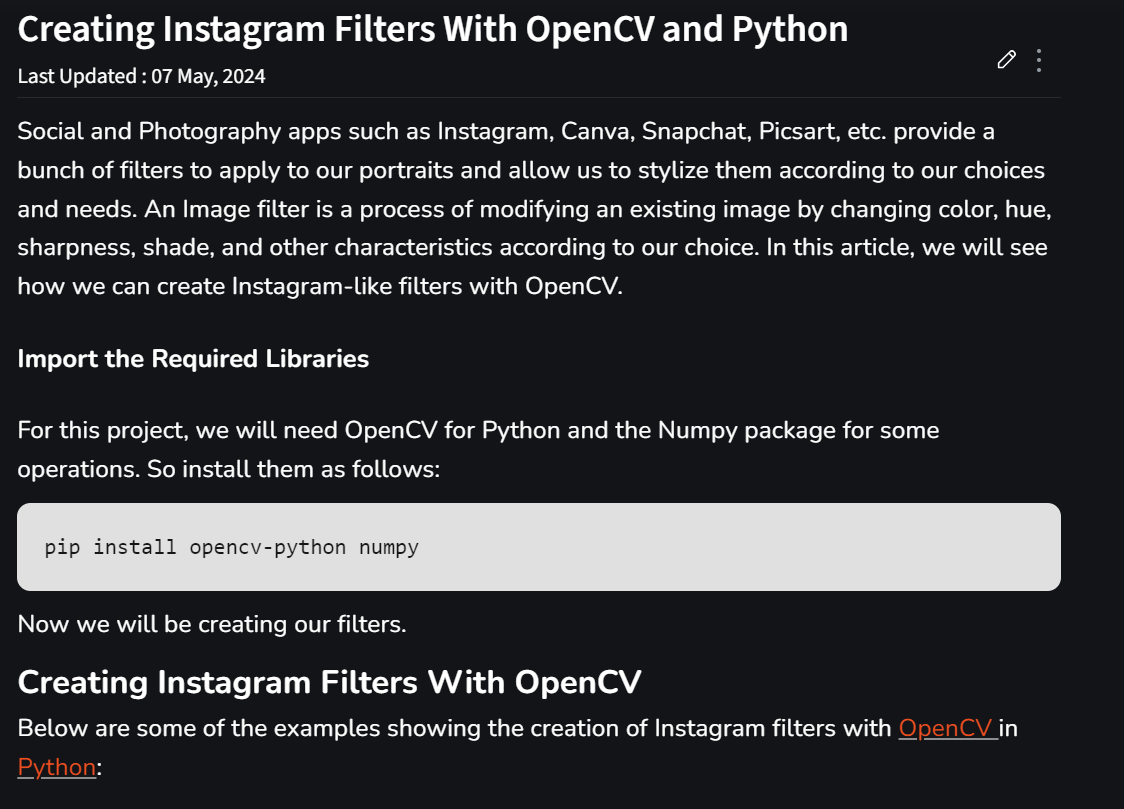 Creating Instagram Filters With OpenCV and Python
Last Updated : 07 May, 2024
Social and Photography apps such as Instagram, Canva, Snapchat, Picsart, etc. provide a
bunch of filters to apply to our portraits and allow us to stylize them according to our choices
and needs. An Image filter is a process of modifying an existing image by changing color, hue,
sharpness, shade, and other characteristics according to our choice. In this article, we will see
how we can create Instagram-like filters with OpenCV.
Import the Required Libraries
For this project, we will need OpenCV for Python and the Numpy package for some
operations. So install them as follows:
pip install opencv-python numpy
Now we will be creating our filters.
Creating Instagram Filters With OpenCV
Below are some of the examples showing the creation of Instagram filters with OpenCV in
Python: